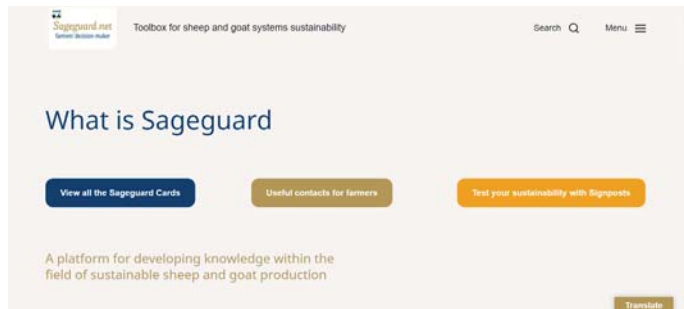 Sageguard.net
farmers' decision maker
Toolbox for sheep and goat systems sustainability
Search
Menu
What is Sageguard
View all the Sageguard Cards
Useful contacts for farmers
Test your sustainability with Signposts
A platform for developing knowledge within the
field of sustainable sheep and goat production
Translate